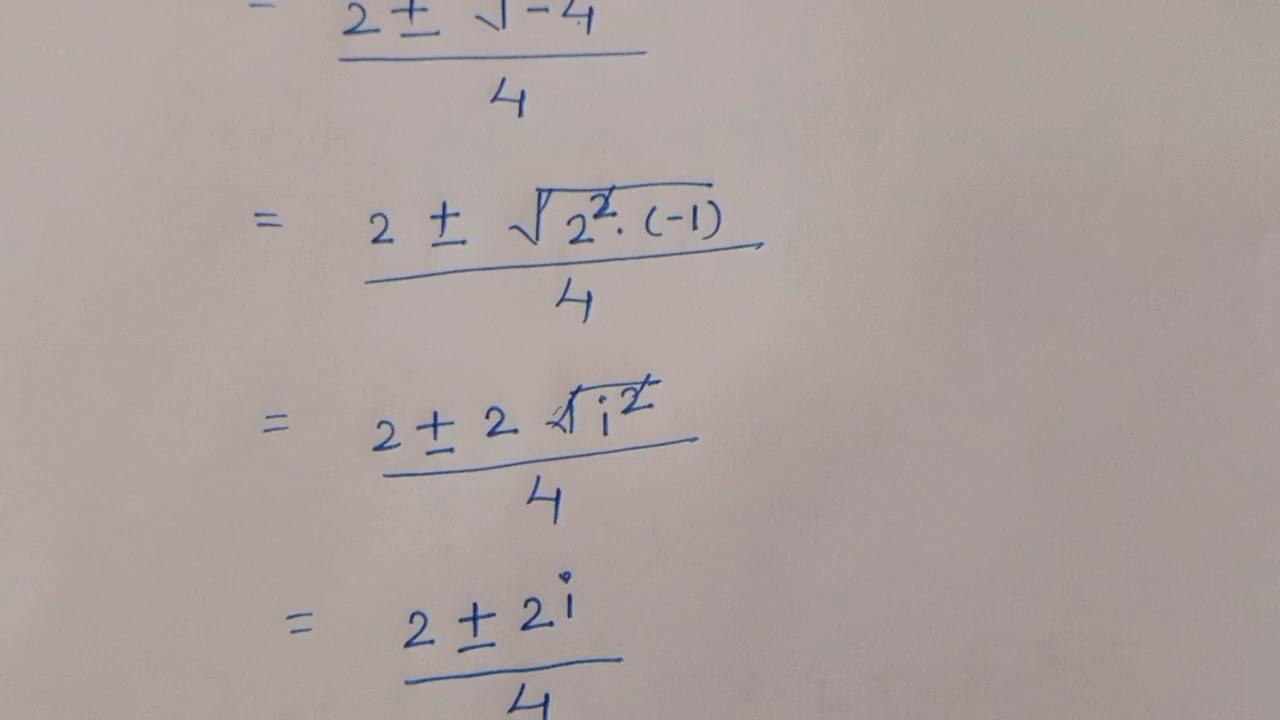 = 2 ± √-4 / 4
= 2 ± √2². (-1) / 4
= 2 ± 2 √i² / 4
= 2 ± 2i / 4